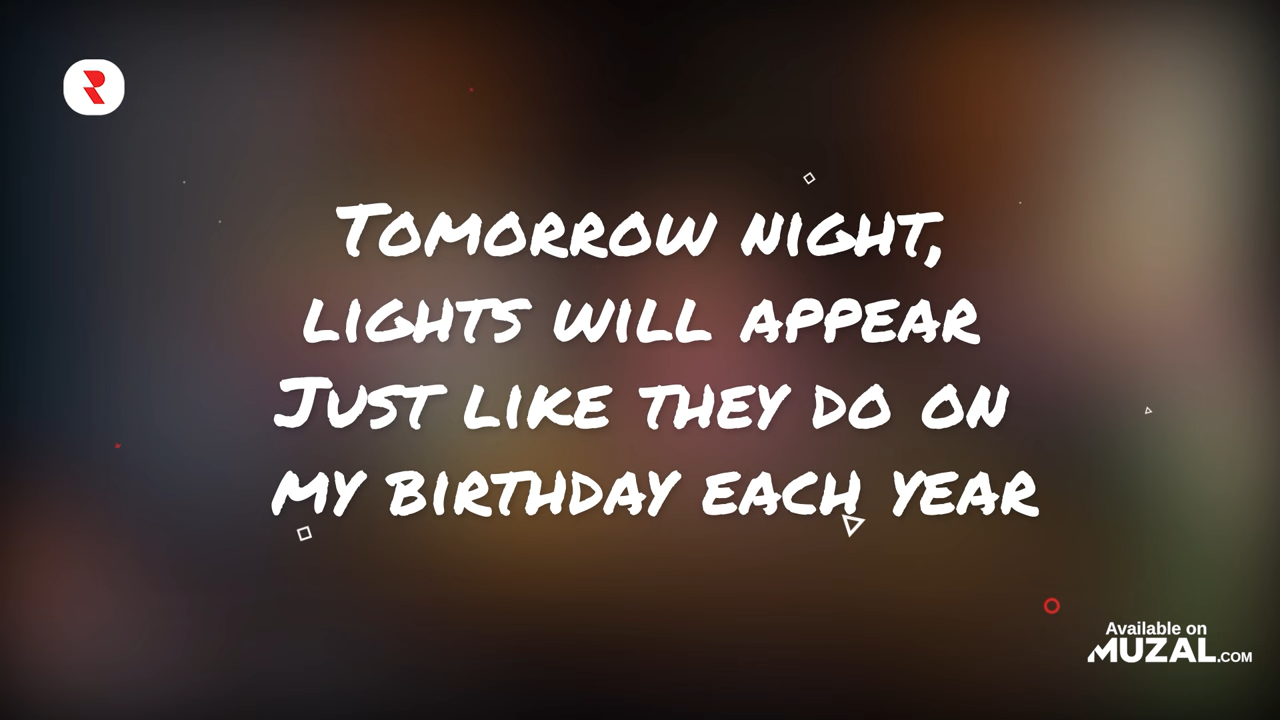 Tomorrow night,
lights will appear
Just like they do on
my birthday each year
Available on
MUZAL.COM